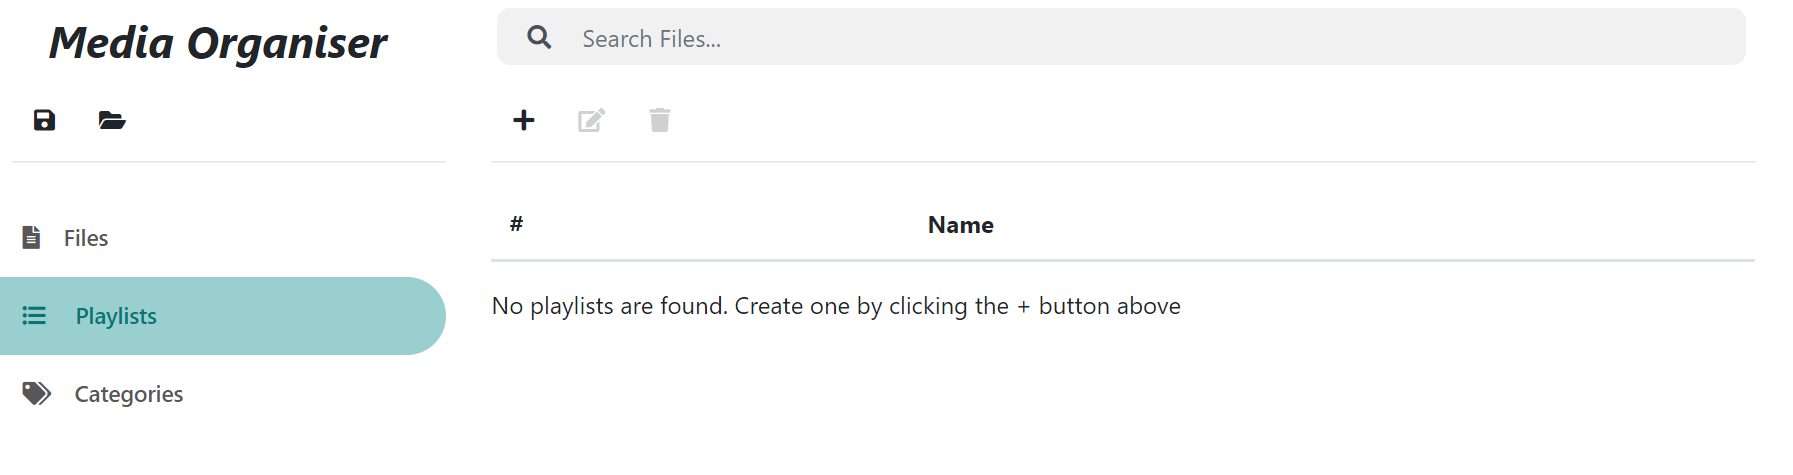 Media Organiser
Search Files...
Files
Playlists
Categories
# Name
No playlists are found. Create one by clicking the + button above